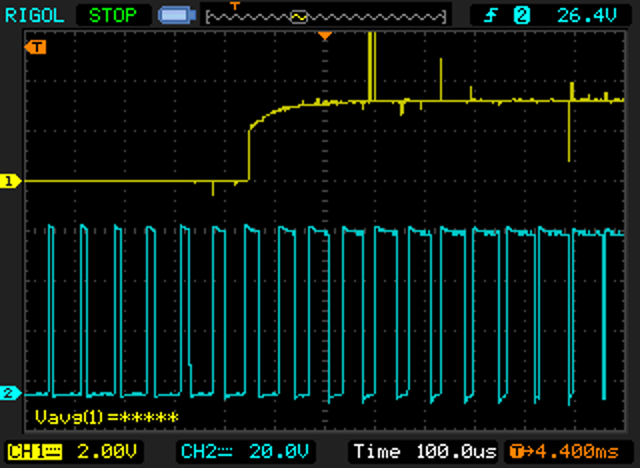 RIGOL STOP T 2 26.4V
T
1
2
Vavg(1)=*****
CH1 2.00V CH2 20.0V Time 100.0us T→4.400ms